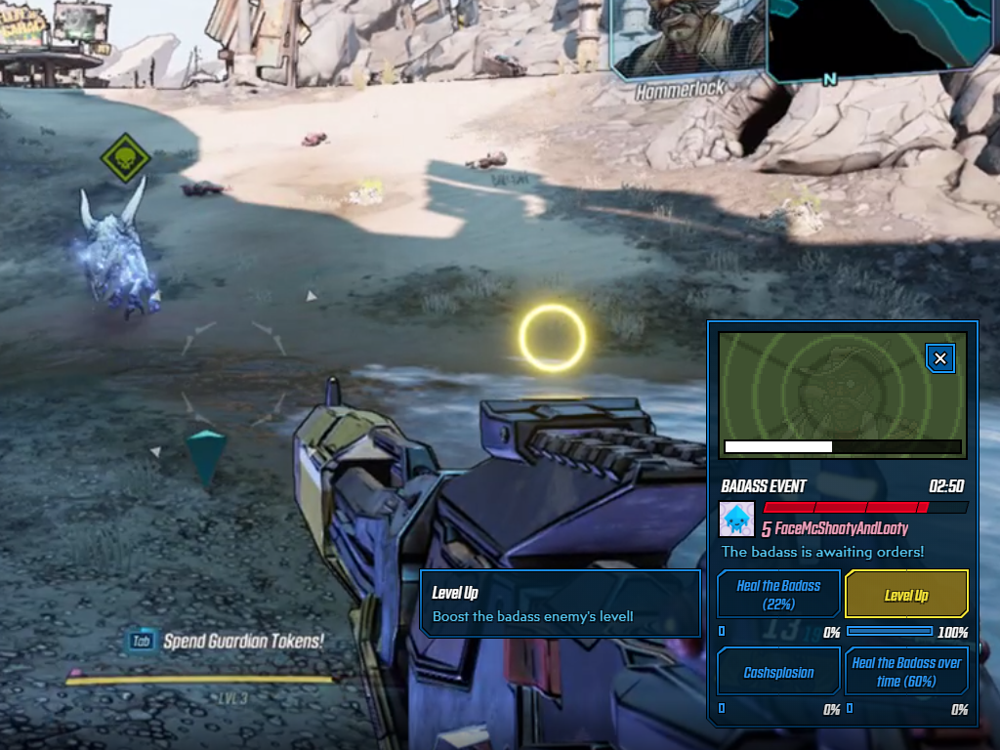 Hammerlock
N
BADASS EVENT
02:50
5 FaceMcShootyAndLooty
The badass is awaiting orders!
Level Up
Boost the badass enemy's level!
Heal the Badass
(22%)
Level Up
0%
100%
Cashsplosion
Heal the Badass over
time (60%)
0%
0%
Tab Spend Guardian Tokens!
LVL 3